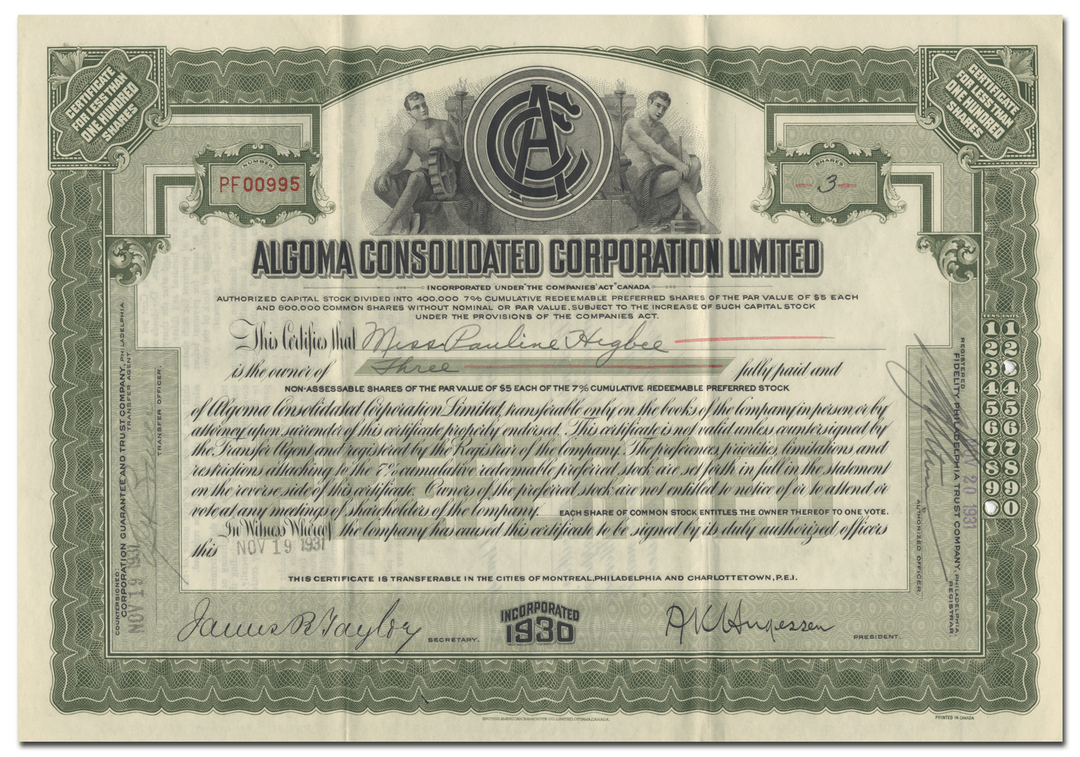 CERTIFICATE
FOR LESS THAN
ONE HUNDRED
SHARES
CERTIFICATE
FOR LESS THAN
ONE HUNDRED
SHARES
NUMBER
PF00995
SHARES
3
ALGOMA CONSOLIDATED CORPORATION LIMITED
INCORPORATED UNDER "THE COMPANIES' ACT" CANADA
AUTHORIZED CAPITAL STOCK DIVIDED INTO 400,000 7% CUMULATIVE REDEEMABLE PREFERRED SHARES OF THE PAR VALUE OF $5 EACH
AND 800,000 COMMON SHARES WITHOUT NOMINAL OR PAR VALUE, SUBJECT TO THE INCREASE OF SUCH CAPITAL STOCK
UNDER THE PROVISIONS OF THE COMPANIES ACT.
This Certifies that Miss Pauline Higbee
is the owner of Three fully paid and
NON-ASSESSABLE SHARES OF THE PAR VALUE OF $5 EACH OF THE 7% CUMULATIVE REDEEMABLE PREFERRED STOCK
of Algoma Consolidated Corporation Limited, transferable only on the books of the company in person or by
attorney upon surrender of this certificate properly endorsed. This certificate is not valid unless countersigned by
the Transfer Agent and registered by the Registrar of the Company. The preferences, priorities, limitations and
restrictions attaching to the 7% cumulative redeemable preferred stock are set forth in full in the statement
on the reverse side of this certificate. Owners of the preferred stock are not entitled to notice of or to attend or
vote at any meetings of shareholders of the company. EACH SHARE OF COMMON STOCK ENTITLES THE OWNER THEREOF TO ONE VOTE.
In Witness Whereof the Company has caused this certificate to be signed by its duly authorized officers
this NOV 19 1931
THIS CERTIFICATE IS TRANSFERABLE IN THE CITIES OF MONTREAL, PHILADELPHIA AND CHARLOTTETOWN, P.E.I.
James B Taylor SECRETARY.
INCORPORATED
1930
PRESIDENT.
COUNTERSIGNED:
CORPORATION GUARANTEE AND TRUST COMPANY, PHILADELPHIA
TRANSFER AGENT
NOV 19 1931
TRANSFER OFFICER.
REGISTERED
FIDELITY-PHILADELPHIA TRUST COMPANY, PHILADELPHIA
REGISTRAR
NOV 20 1931
AUTHORIZED OFFICER
TENS UNITS
1 1
2 2
3
4 4
5 5
6 6
7 7
8 8
9 9
0
PRINTED IN CANADA